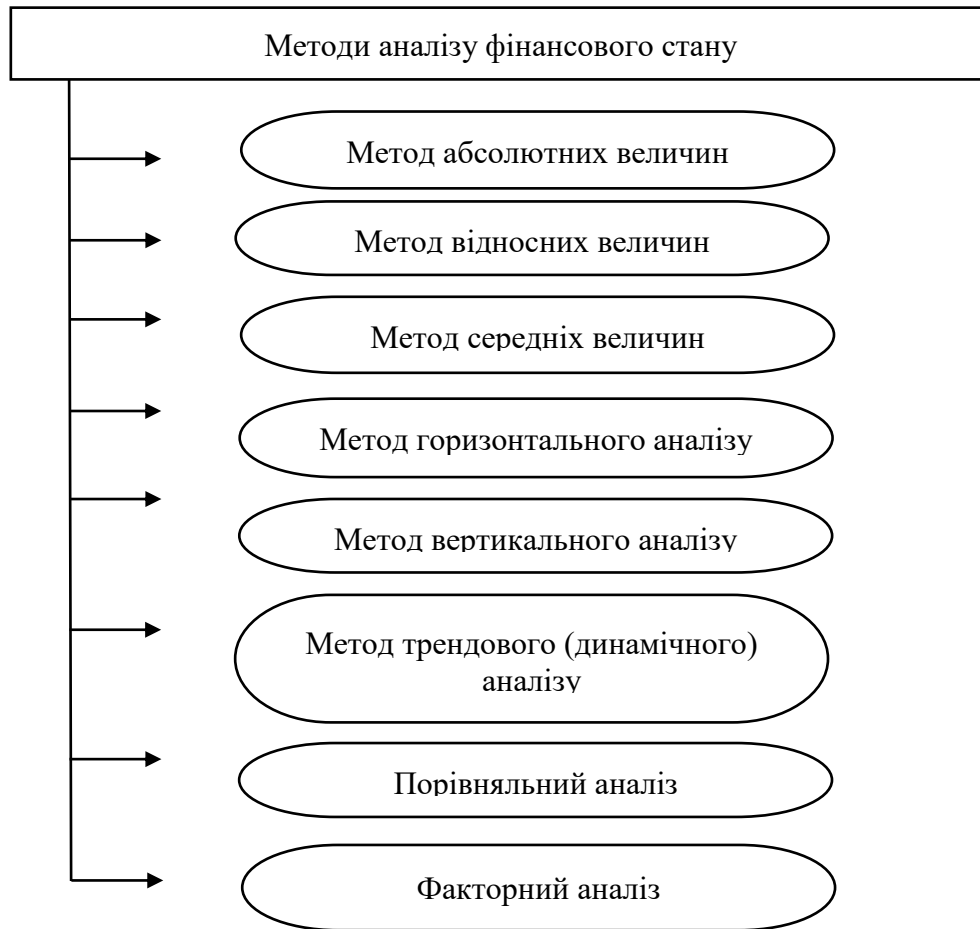 Методи аналізу фінансового стану
Метод абсолютних величин
Метод відносних величин
Метод середніх величин
Метод горизонтального аналізу
Метод вертикального аналізу
Метод трендового (динамічного)
аналізу
Порівняльний аналіз
Факторний аналіз